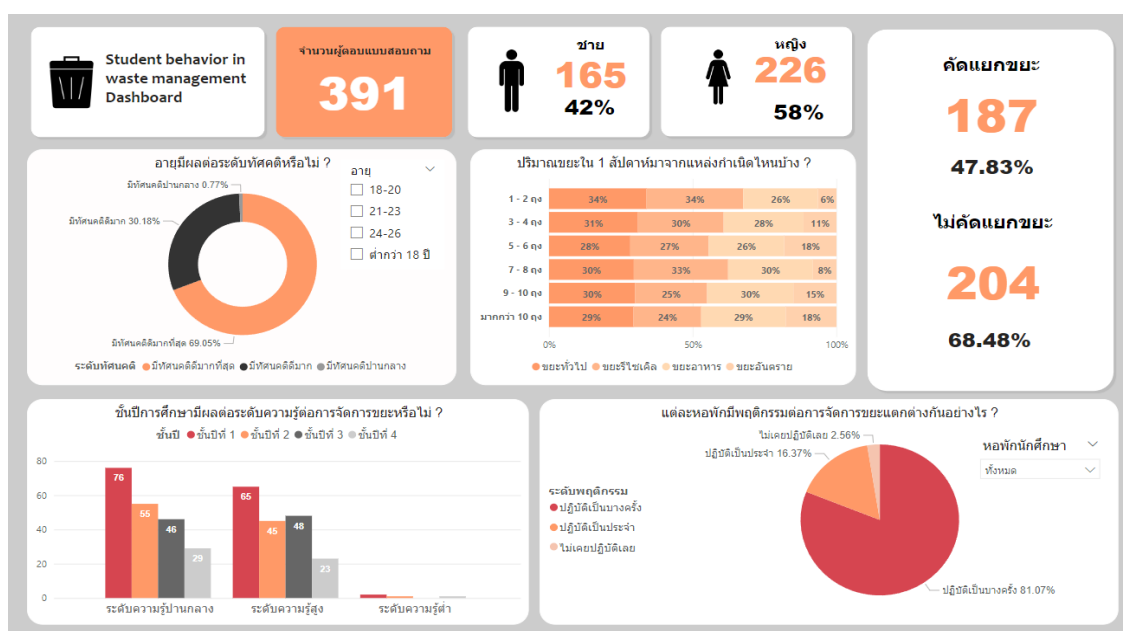 Student behavior in
waste management
Dashboard
จำนวนผู้ตอบแบบสอบถาม
391
ชาย
165
42%
หญิง
226
58%
คัดแยกขยะ
187
47.83%
ไม่คัดแยกขยะ
204
68.48%
อายุมีผลต่อระดับทัศคติหรือไม่ ?
มีทัศนคติปานกลาง 0.77%
มีทัศนคติดีมาก 30.18%
มีทัศนคติดีมากที่สุด 69.05%
ระดับทัศนคติ มีทัศนคติดีมากที่สุด มีทัศนคติดีมาก มีทัศนคติปานกลาง
อายุ
18-20
21-23
24-26
ต่ำกว่า 18 ปี
ปริมาณขยะใน 1 สัปดาห์มาจากแหล่งกำเนิดไหนบ้าง ?
1 - 2 ถุง 34% 34% 26% 6%
3 - 4 ถุง 31% 30% 28% 11%
5 - 6 ถุง 28% 27% 26% 18%
7 - 8 ถุง 30% 33% 30% 8%
9 - 10 ถุง 30% 25% 30% 15%
มากกว่า 10 ถุง 29% 24% 29% 18%
0% 50% 100%
ขยะทั่วไป ขยะรีไซเคิล ขยะอาหาร ขยะอันตราย
ชั้นปีการศึกษามีผลต่อระดับความรู้ต่อการจัดการขยะหรือไม่ ?
ชั้นปี ชั้นปีที่ 1 ชั้นปีที่ 2 ชั้นปีที่ 3 ชั้นปีที่ 4
80
60
40
20
0
76
55
46
29
65
45
48
23
ระดับความรู้ปานกลาง ระดับความรู้สูง ระดับความรู้ต่ำ
แต่ละหอพักมีพฤติกรรมต่อการจัดการขยะแตกต่างกันอย่างไร ?
ไม่เคยปฏิบัติเลย 2.56%
ปฏิบัติเป็นประจำ 16.37%
ปฏิบัติเป็นบางครั้ง 81.07%
ระดับพฤติกรรม
ปฏิบัติเป็นบางครั้ง
ปฏิบัติเป็นประจำ
ไม่เคยปฏิบัติเลย
หอพักนักศึกษา
ทั้งหมด